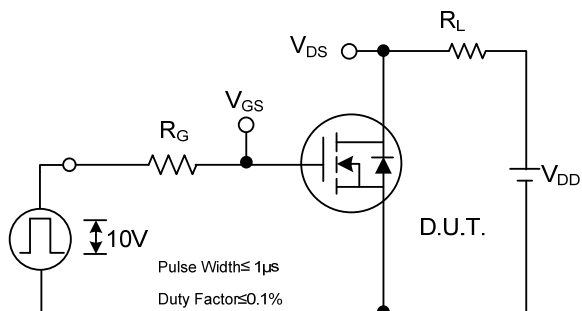 R_L
V_DS
V_GS
R_G
V_DD
D.U.T.
10V
Pulse Width≤ 1µs
Duty Factor≤0.1%